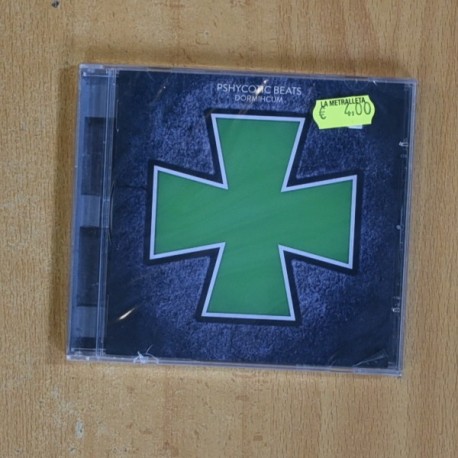 PSHYCOTIC BEATS
DORMIHCUM
LA METRALLETA
€ 4,00